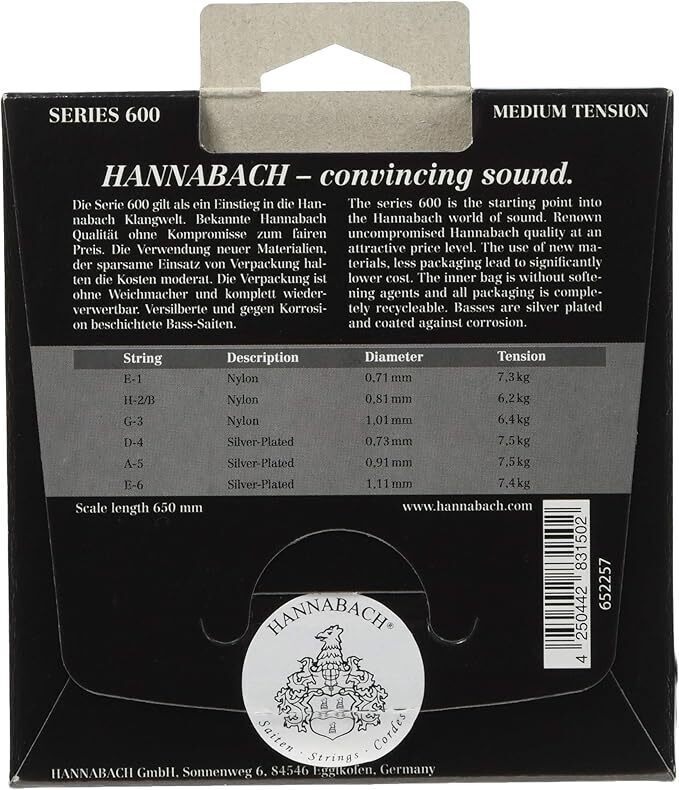 SERIES 600
MEDIUM TENSION
HANNABACH – convincing sound.
Die Serie 600 gilt als ein Einstieg in die Han-
nabach Klangwelt. Bekannte Hannabach
Qualität ohne Kompromisse zum fairen
Preis. Die Verwendung neuer Materialien,
der sparsame Einsatz von Verpackung hal-
ten die Kosten moderat. Die Verpackung ist
ohne Weichmacher und komplett wieder-
verwertbar. Versilberte und gegen Korrosi-
on beschichtete Bass-Saiten.
The series 600 is the starting point into
the Hannabach world of sound. Renown
uncompromised Hannabach quality at an
attractive price level. The use of new ma-
terials, less packaging lead to significantly
lower cost. The inner bag is without softe-
ning agents and all packaging is comple-
tely recycleable. Basses are silver plated
and coated against corrosion.
String Description Diameter Tension
E-1 Nylon 0,71 mm 7,3 kg
H-2/B Nylon 0,81 mm 6,2 kg
G-3 Nylon 1,01 mm 6,4 kg
D-4 Silver-Plated 0,73 mm 7,5 kg
A-5 Silver-Plated 0,91 mm 7,5 kg
E-6 Silver-Plated 1,11 mm 7,4 kg
Scale length 650 mm
www.hannabach.com
4 250442 831502
652257
HANNABACH®
Saiten · Strings · Cordes
HANNABACH GmbH, Sonnenweg 6, 84546 Egglkofen, Germany